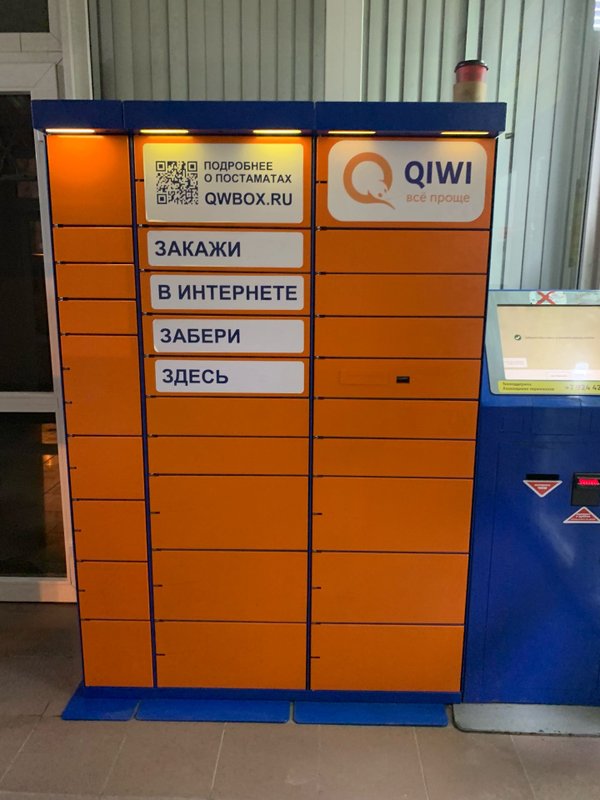 ПОДРОБНЕЕ
О ПОСТАМАТАХ
QWBOX.RU
QIWI
всё проще
ЗАКАЖИ
В ИНТЕРНЕТЕ
ЗАБЕРИ
ЗДЕСЬ